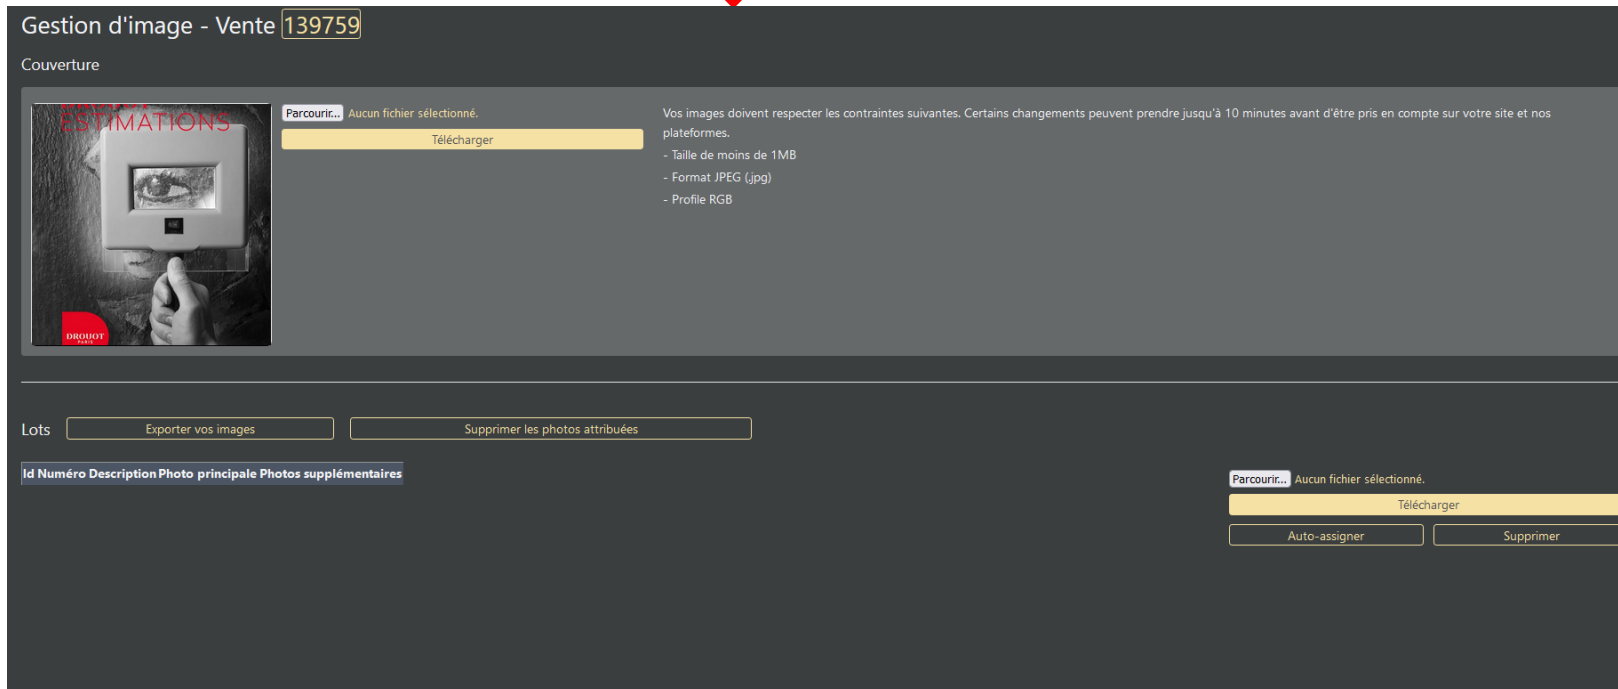 Gestion d'image - Vente 139759
Couverture
ESTIMATIONS
DROUOT
PARIS
Parcourir... Aucun fichier sélectionné.
Télécharger
Vos images doivent respecter les contraintes suivantes. Certains changements peuvent prendre jusqu'à 10 minutes avant d'être pris en compte sur votre site et nos
plateformes.
- Taille de moins de 1MB
- Format JPEG (.jpg)
- Profile RGB
Lots Exporter vos images Supprimer les photos attribuées
Id Numéro Description Photo principale Photos supplémentaires
Parcourir... Aucun fichier sélectionné.
Télécharger
Auto-assigner Supprimer